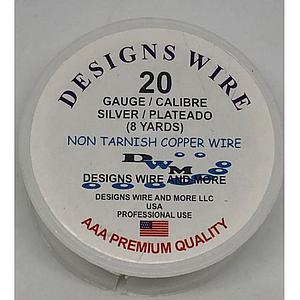 DESIGNS WIRE
20
GAUGE / CALIBRE
SILVER / PLATEADO
(8 YARDS)
NON TARNISH COPPER WIRE
DWM
DESIGNS WIRE AND MORE
DESIGNS WIRE AND MORE LLC
USA
PROFESSIONAL USE
AAA PREMIUM QUALITY